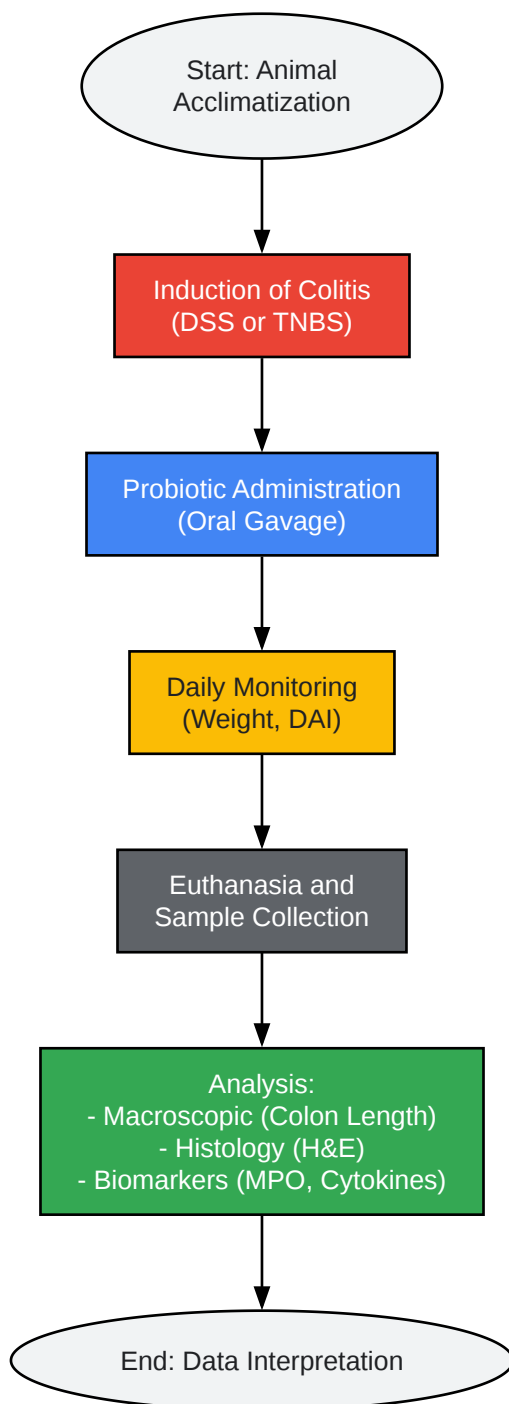 Start: Animal
Acclimatization
Induction of Colitis
(DSS or TNBS)
Probiotic Administration
(Oral Gavage)
Daily Monitoring
(Weight, DAI)
Euthanasia and
Sample Collection
Analysis:
- Macroscopic (Colon Length)
- Histology (H&E)
- Biomarkers (MPO, Cytokines)
End: Data Interpretation